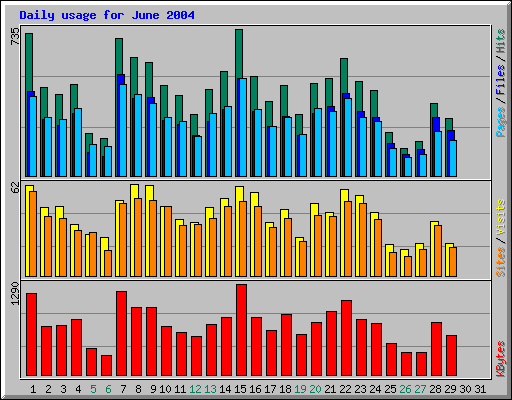 Daily usage for June 2004
735
Pages / Files / Hits
62
Sites / Visits
1290
KBytes
1 2 3 4 5 6 7 8 9 10 11 12 13 14 15 16 17 18 19 20 21 22 23 24 25 26 27 28 29 30 31